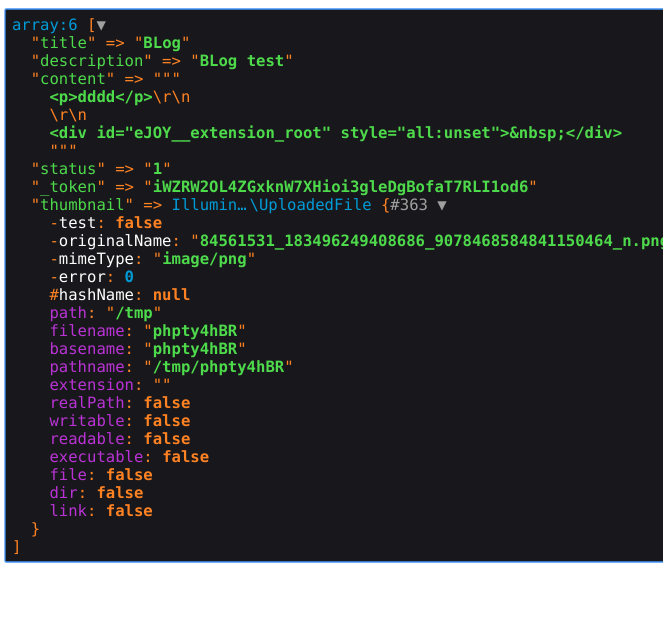 array:6 [▼
"title" => "BLog"
"description" => "BLog test"
"content" => """
<p>dddd</p>\r\n
\r\n
<div id="eJOY__extension_root" style="all:unset">&nbsp;</div>
"""
"status" => "1"
"_token" => "iWZRW2OL4ZGxknW7XHioi3gleDgBofaT7RLI1od6"
"thumbnail" => Illumin…\UploadedFile {#363 ▼
-test: false
-originalName: "84561531_183496249408686_9078468584841150464_n.png
-mimeType: "image/png"
-error: 0
#hashName: null
path: "/tmp"
filename: "phpty4hBR"
basename: "phpty4hBR"
pathname: "/tmp/phpty4hBR"
extension: ""
realPath: false
writable: false
readable: false
executable: false
file: false
dir: false
link: false
}
]